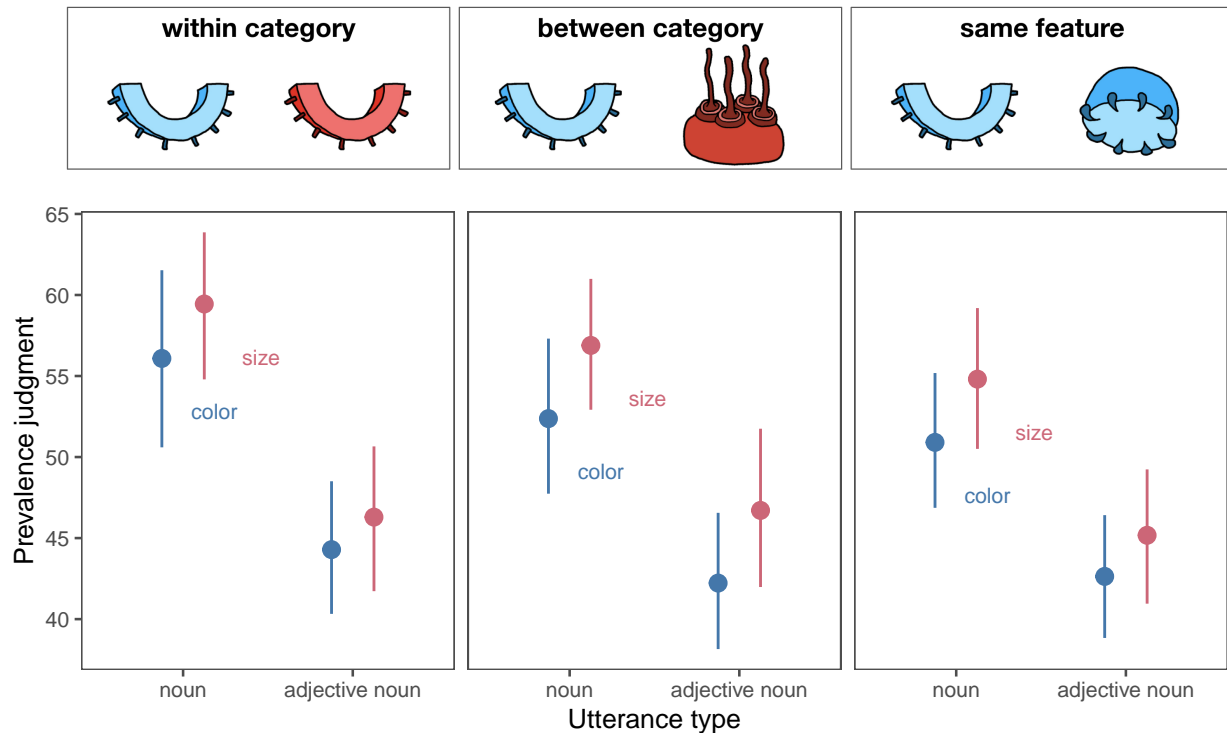 within category
between category
same feature
Prevalence judgment
65
60
55
50
45
40
size
color
size
color
size
color
noun
adjective noun
noun
adjective noun
noun
adjective noun
Utterance type